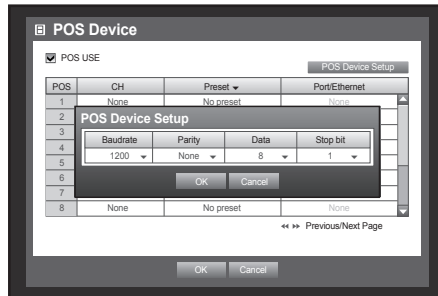 POS Device
POS USE
POS Device Setup
POS CH Preset Port/Ethernet
1 None No preset None
2
POS Device Setup
3
Baudrate Parity Data Stop bit
4
1200 None 8 1
5
6
OK Cancel
7
8 None No preset None
Previous/Next Page
OK Cancel